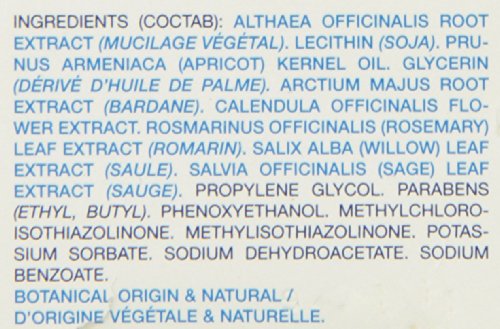 INGREDIENTS (COCTAB): ALTHAEA OFFICINALIS ROOT
EXTRACT (MUCILAGE VÉGÉTAL). LECITHIN (SOJA). PRU-
NUS ARMENIACA (APRICOT) KERNEL OIL. GLYCERIN
(DÉRIVÉ D'HUILE DE PALME). ARCTIUM MAJUS ROOT
EXTRACT (BARDANE). CALENDULA OFFICINALIS FLO-
WER EXTRACT. ROSMARINUS OFFICINALIS (ROSEMARY)
LEAF EXTRACT (ROMARIN). SALIX ALBA (WILLOW) LEAF
EXTRACT (SAULE). SALVIA OFFICINALIS (SAGE) LEAF
EXTRACT (SAUGE). PROPYLENE GLYCOL. PARABENS
(ETHYL, BUTYL). PHENOXYETHANOL. METHYLCHLORO-
ISOTHIAZOLINONE. METHYLISOTHIAZOLINONE. POTAS-
SIUM SORBATE. SODIUM DEHYDROACETATE. SODIUM
BENZOATE.
BOTANICAL ORIGIN & NATURAL /
D'ORIGINE VÉGÉTALE & NATURELLE.